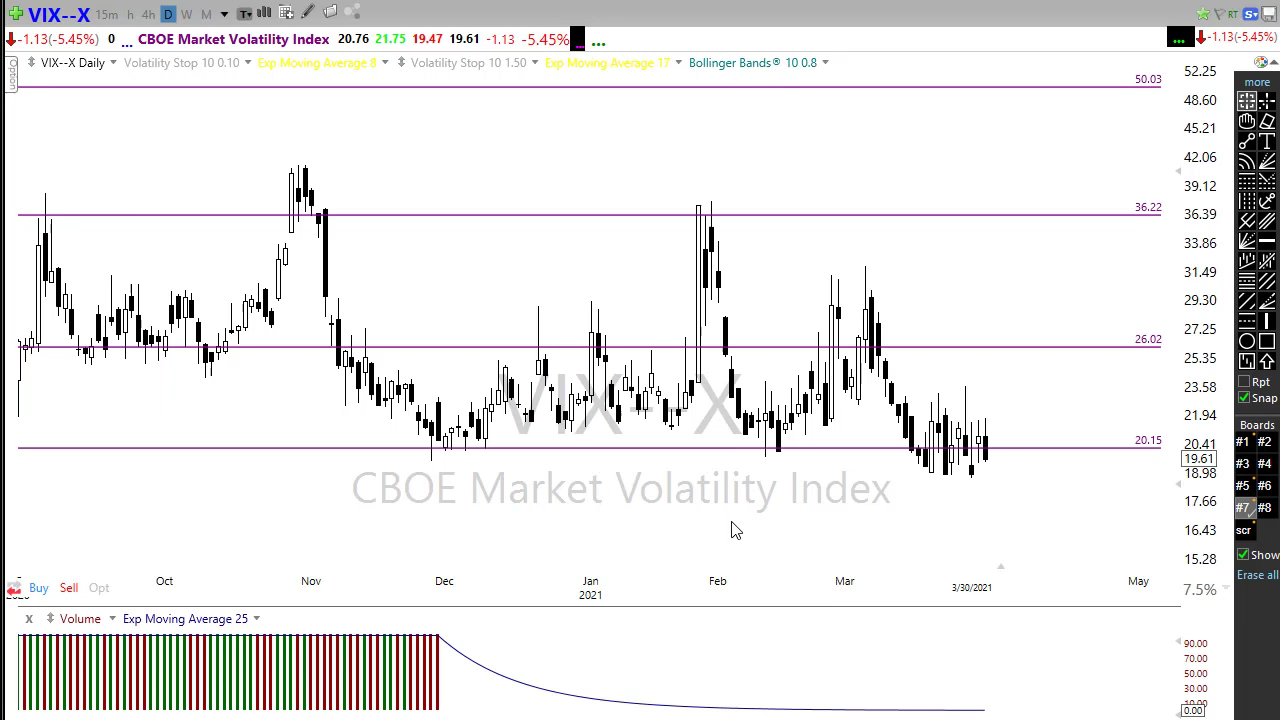 VIX--X 15m h 4h D W M T
-1.13(-5.45%) 0 ... CBOE Market Volatility Index 20.76 21.75 19.47 19.61 -1.13 -5.45% ... ... -1.13(-5.45%)
RT S
Option
VIX--X Daily Volatility Stop 10 0.10 Exp Moving Average 8 Volatility Stop 10 1.50 Exp Moving Average 17 Bollinger Bands® 10 0.8
52.25
50.03
48.60
45.21
42.06
39.12
36.22
36.39
33.86
31.49
29.30
27.25
26.02
25.35
23.58
21.94
20.15
20.41
19.61
18.98
17.66
16.43
15.28
VIX--X
CBOE Market Volatility Index
Oct Nov Dec Jan Feb Mar 3/30/2021 May
2021
Buy Sell Opt
7.5%
X Volume Exp Moving Average 25
90.00
70.00
50.00
30.00
10.00
0.00
more
T
Rpt
Snap
Boards
#1 #2
#3 #4
#5 #6
#7 #8
scr
Show
Erase all